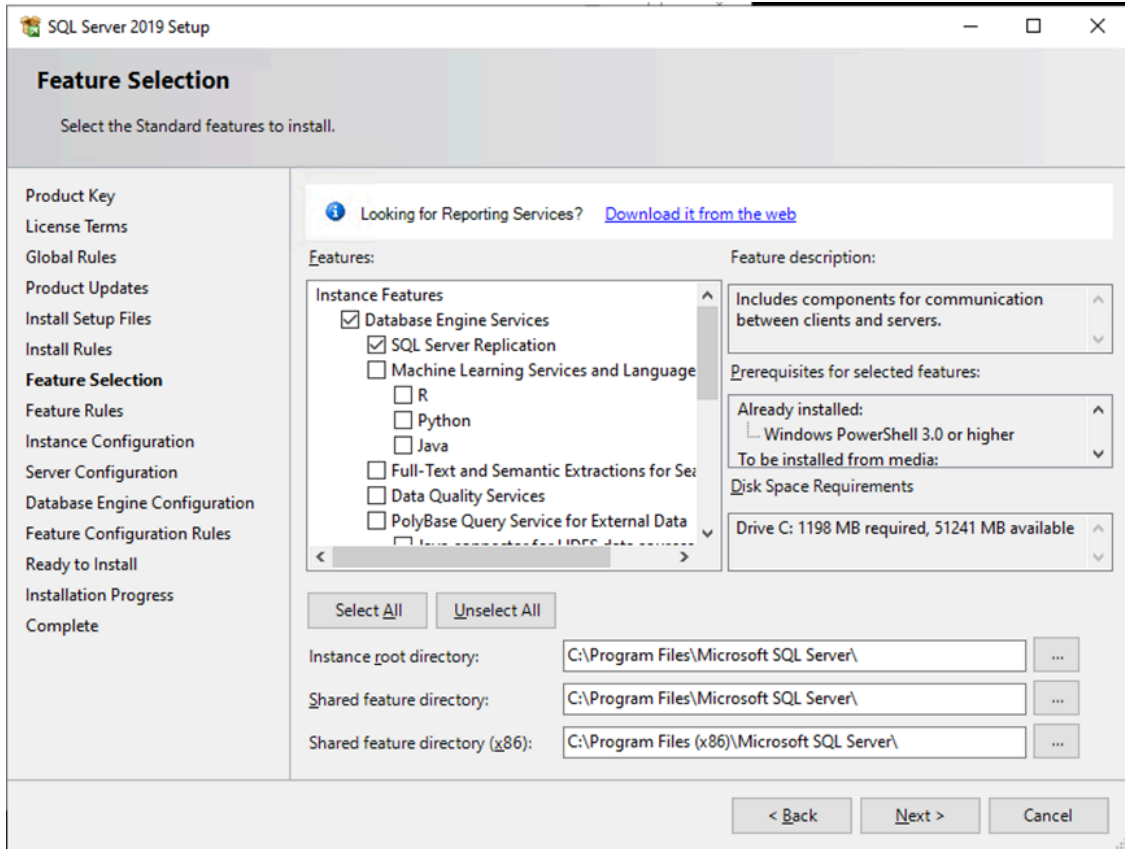 SQL Server 2019 Setup
Feature Selection
Select the Standard features to install.
Product Key
License Terms
Global Rules
Product Updates
Install Setup Files
Install Rules
Feature Selection
Feature Rules
Instance Configuration
Server Configuration
Database Engine Configuration
Feature Configuration Rules
Ready to Install
Installation Progress
Complete
Looking for Reporting Services? Download it from the web
Features:
Instance Features
Database Engine Services
SQL Server Replication
Machine Learning Services and Language
R
Python
Java
Full-Text and Semantic Extractions for Sea
Data Quality Services
PolyBase Query Service for External Data
Feature description:
Includes components for communication
between clients and servers.
Prerequisites for selected features:
Already installed:
Windows PowerShell 3.0 or higher
To be installed from media:
Disk Space Requirements
Drive C: 1198 MB required, 51241 MB available
Select All
Unselect All
Instance root directory:
C:\Program Files\Microsoft SQL Server\
...
Shared feature directory:
C:\Program Files\Microsoft SQL Server\
...
Shared feature directory (x86):
C:\Program Files (x86)\Microsoft SQL Server\
...
< Back
Next >
Cancel